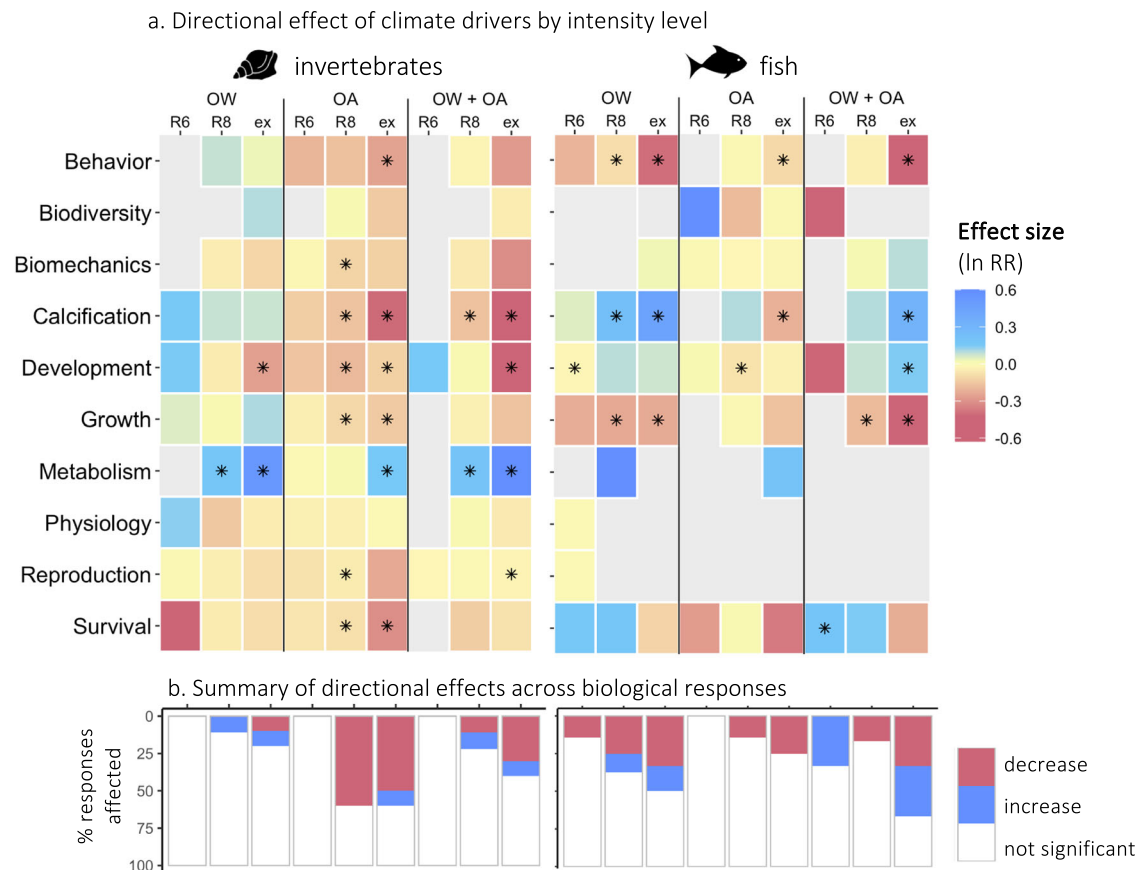 a. Directional effect of climate drivers by intensity level
invertebrates
fish
OW OA OW + OA OW OA OW + OA
R6 R8 ex R6 R8 ex R6 R8 ex R6 R8 ex R6 R8 ex R6 R8 ex
Behavior
Biodiversity
Biomechanics
Calcification
Development
Growth
Metabolism
Physiology
Reproduction
Survival
Effect size
(ln RR)
0.6
0.3
0.0
-0.3
-0.6
b. Summary of directional effects across biological responses
% responses
affected
0
25
50
75
100
decrease
increase
not significant